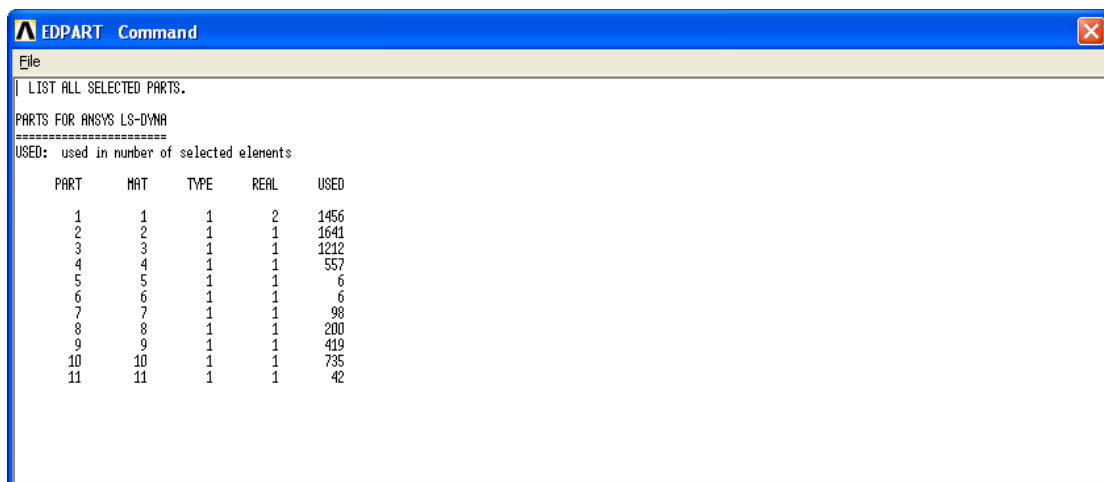 EDPART Command
File
LIST ALL SELECTED PARTS.
PARTS FOR ANSYS LS-DYNA
=======================
USED: used in number of selected elements
PART MAT TYPE REAL USED
1 1 1 2 1456
2 2 1 1 1641
3 3 1 1 1212
4 4 1 1 557
5 5 1 1 6
6 6 1 1 6
7 7 1 1 98
8 8 1 1 200
9 9 1 1 419
10 10 1 1 735
11 11 1 1 42